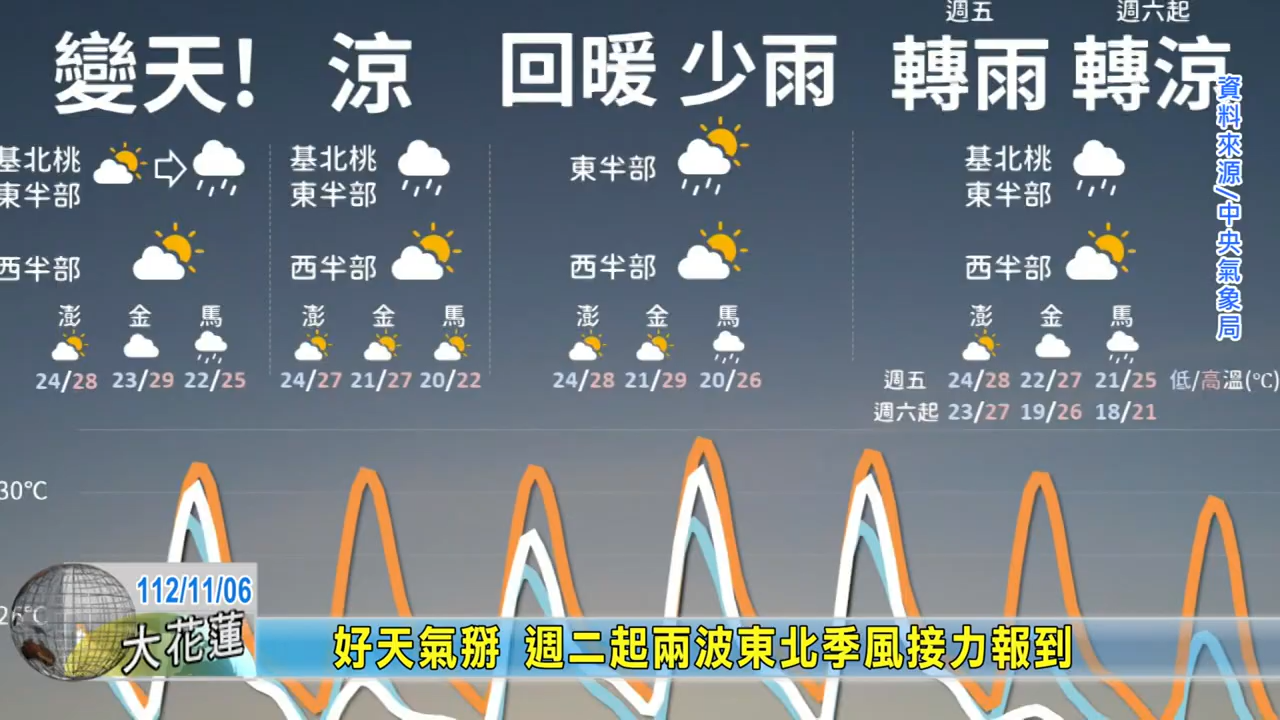 週五 週六起
變天! 涼 回暖 少雨 轉雨 轉涼
基北桃
東半部
西半部
澎 金 馬
24/28 23/29 22/25
基北桃
東半部
西半部
澎 金 馬
24/27 21/27 20/22
東半部
西半部
澎 金 馬
24/28 21/29 20/26
基北桃
東半部
西半部
澎 金 馬
週五 24/28 22/27 21/25 低/高溫(°C)
週六起 23/27 19/26 18/21
資料來源/中央氣象局
30°C
26°C
112/11/06
大花蓮
好天氣掰 週二起兩波東北季風接力報到